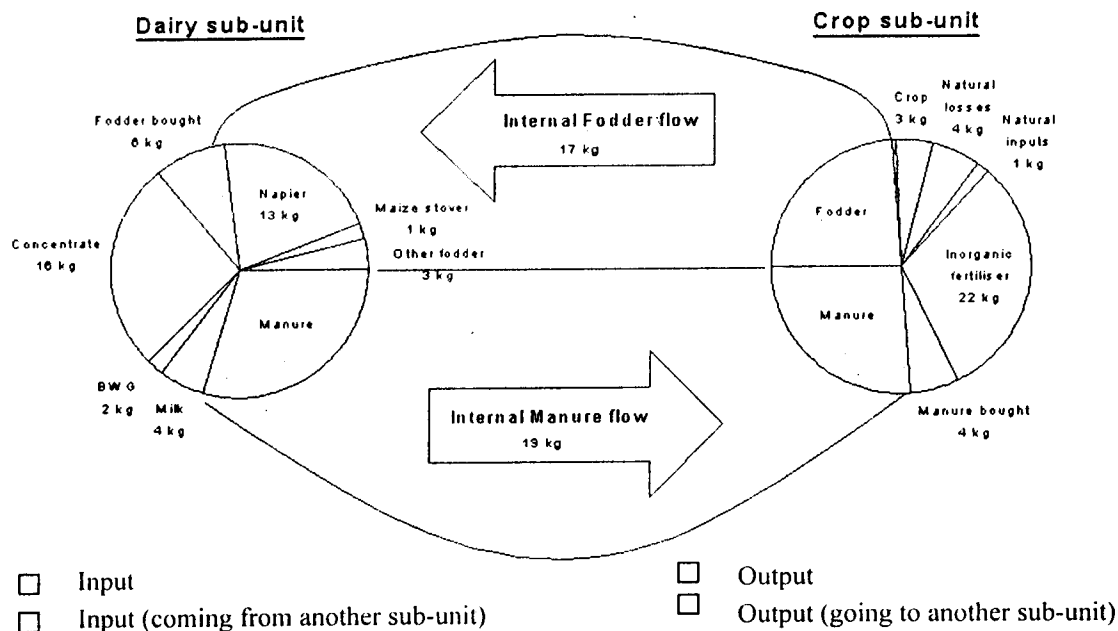 Dairy sub-unit
Crop sub-unit
Fodder bought
6 kg
Internal Fodder flow
17 kg
Crop
3 kg
Natural
losses
4 kg
Natural
inputs
1 kg
Napier
13 kg
Maize stover
1 kg
Other fodder
3 kg
Concentrate
16 kg
Manure
Fodder
Inorganic
fertiliser
22 kg
Manure
BWG
2 kg
Milk
4 kg
Internal Manure flow
19 kg
Manure bought
4 kg
Input
Input (coming from another sub-unit)
Output
Output (going to another sub-unit)